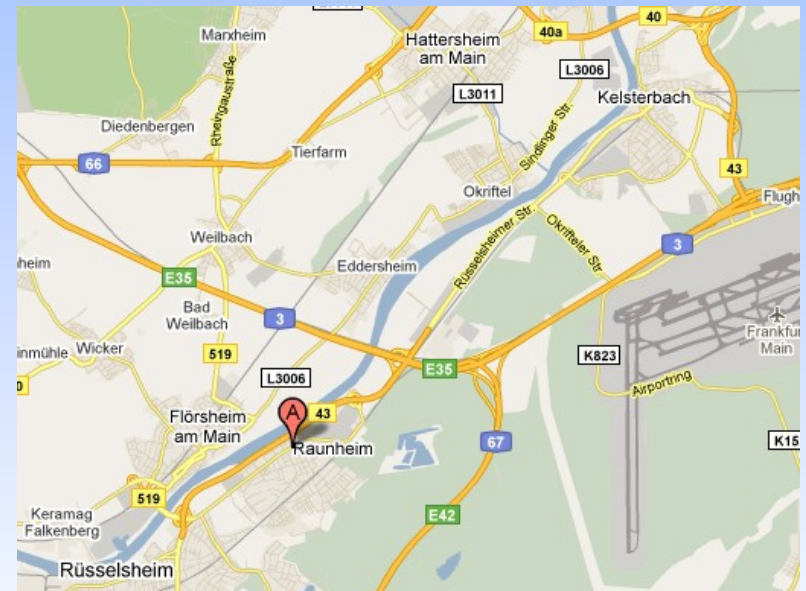 40
Marxheim
40a
Hattersheim
am Main
L3006
L3011
Kelsterbach
Rheingaustraße
Diedenbergen
Sindlinger Str.
Tierfarm
66
43
Okriftel
Flugh
Rüsselsheimer Str.
Okrifteler Str
Weilbach
3
Eddersheim
heim
E35
Bad
Weilbach
3
Frankfur
Main
inmühle
Wicker
519
K823
E35
L3006
Airportring
A
43
Flörsheim
am Main
67
K15
Raunheim
519
Keramag
Falkenberg
E42
Rüsselsheim